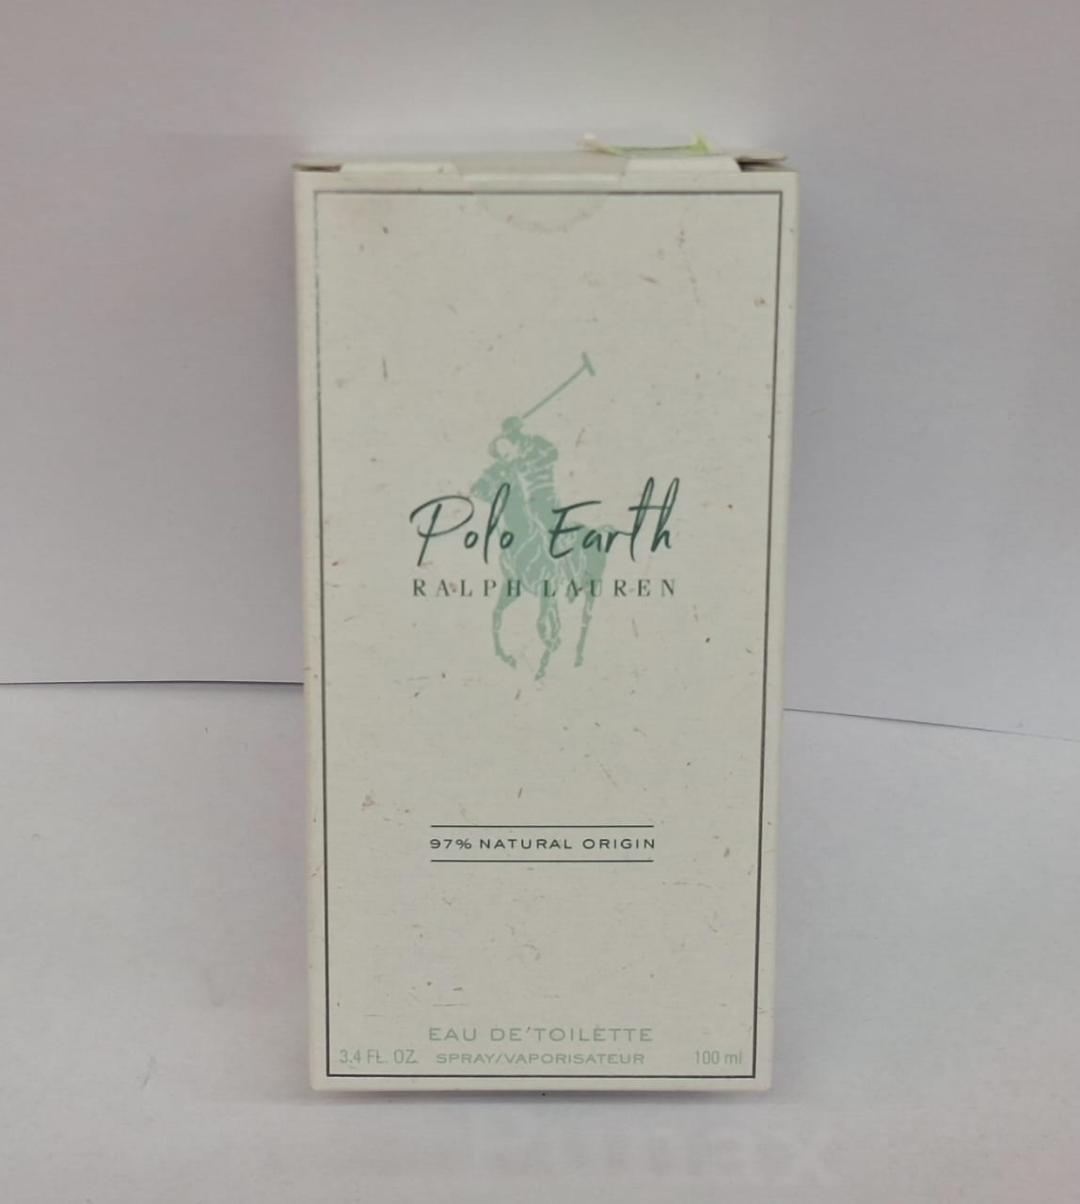 Polo Earth
RALPH LAUREN
97% NATURAL ORIGIN
EAU DE TOILETTE
3.4 FL. OZ. SPRAY/VAPORISATEUR 100 ml